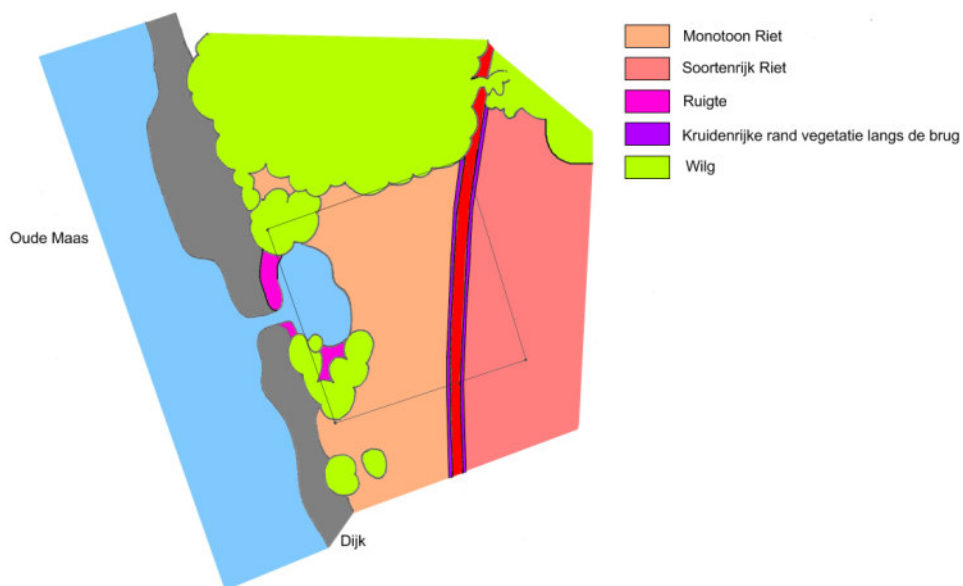 Monotoon Riet
Soortenrijk Riet
Ruigte
Kruidenrijke rand vegetatie langs de brug
Wilg
Oude Maas
Dijk